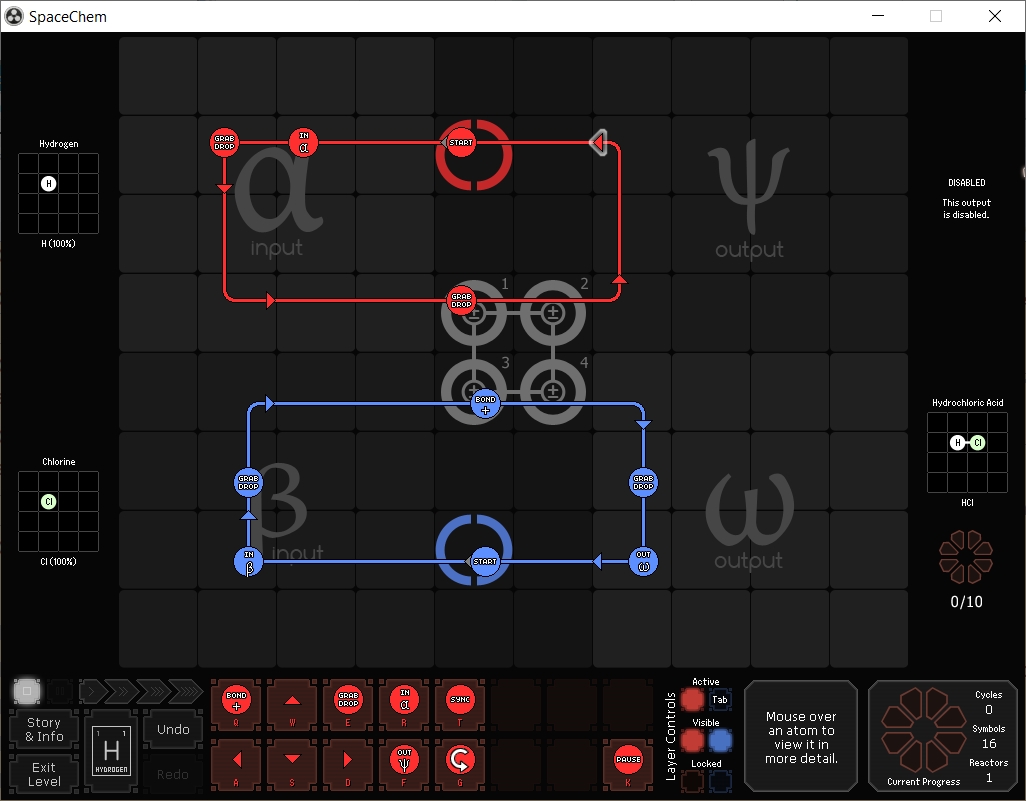 SpaceChem
Hydrogen
H
H (100%)
GRAB
DROP
IN
α
START
α
input
ψ
output
DISABLED
This output
is disabled.
GRAB
DROP
±
1
±
2
±
3
±
4
BOND
+
Chlorine
Cl
Cl (100%)
GRAB
DROP
β
input
IN
β
START
GRAB
DROP
OUT
ω
ω
output
Hydrochloric Acid
H
Cl
HCl
0/10
Story
& Info
Exit
Level
1
1
H
HYDROGEN
Undo
Redo
BOND
+
Q
W
GRAB
DROP
E
IN
α
R
SYNC
T
A
S
D
OUT
ψ
F
G
PAUSE
K
Layer Controls
Active
Tab
Visible
Locked
Mouse over
an atom to
view it in
more detail.
Current Progress
Cycles
0
Symbols
16
Reactors
1